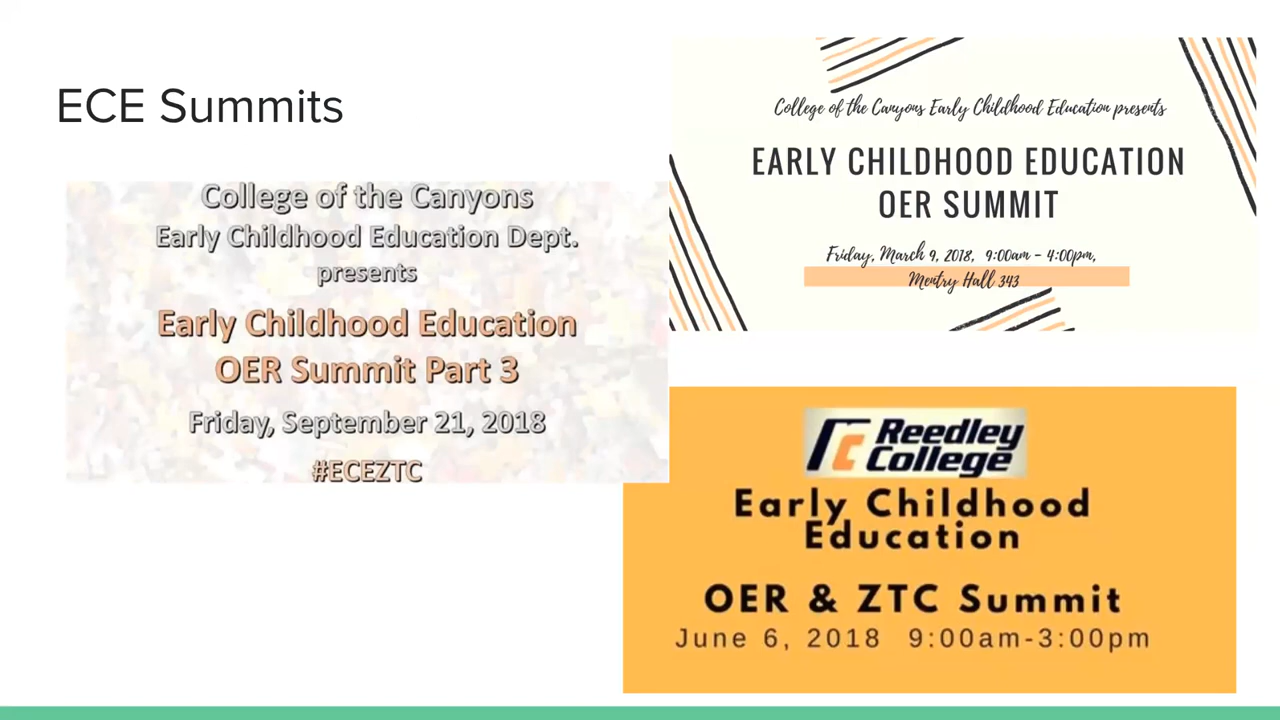 ECE Summits
College of the Canyons
Early Childhood Education Dept.
presents
Early Childhood Education
OER Summit Part 3
Friday, September 21, 2018
#ECEZTC
College of the Canyons Early Childhood Education presents
EARLY CHILDHOOD EDUCATION
OER SUMMIT
Friday, March 9, 2018, 9:00am - 4:00pm,
Mentry Hall 343
rc Reedley
College
Early Childhood
Education
OER & ZTC Summit
June 6, 2018 9:00am-3:00pm